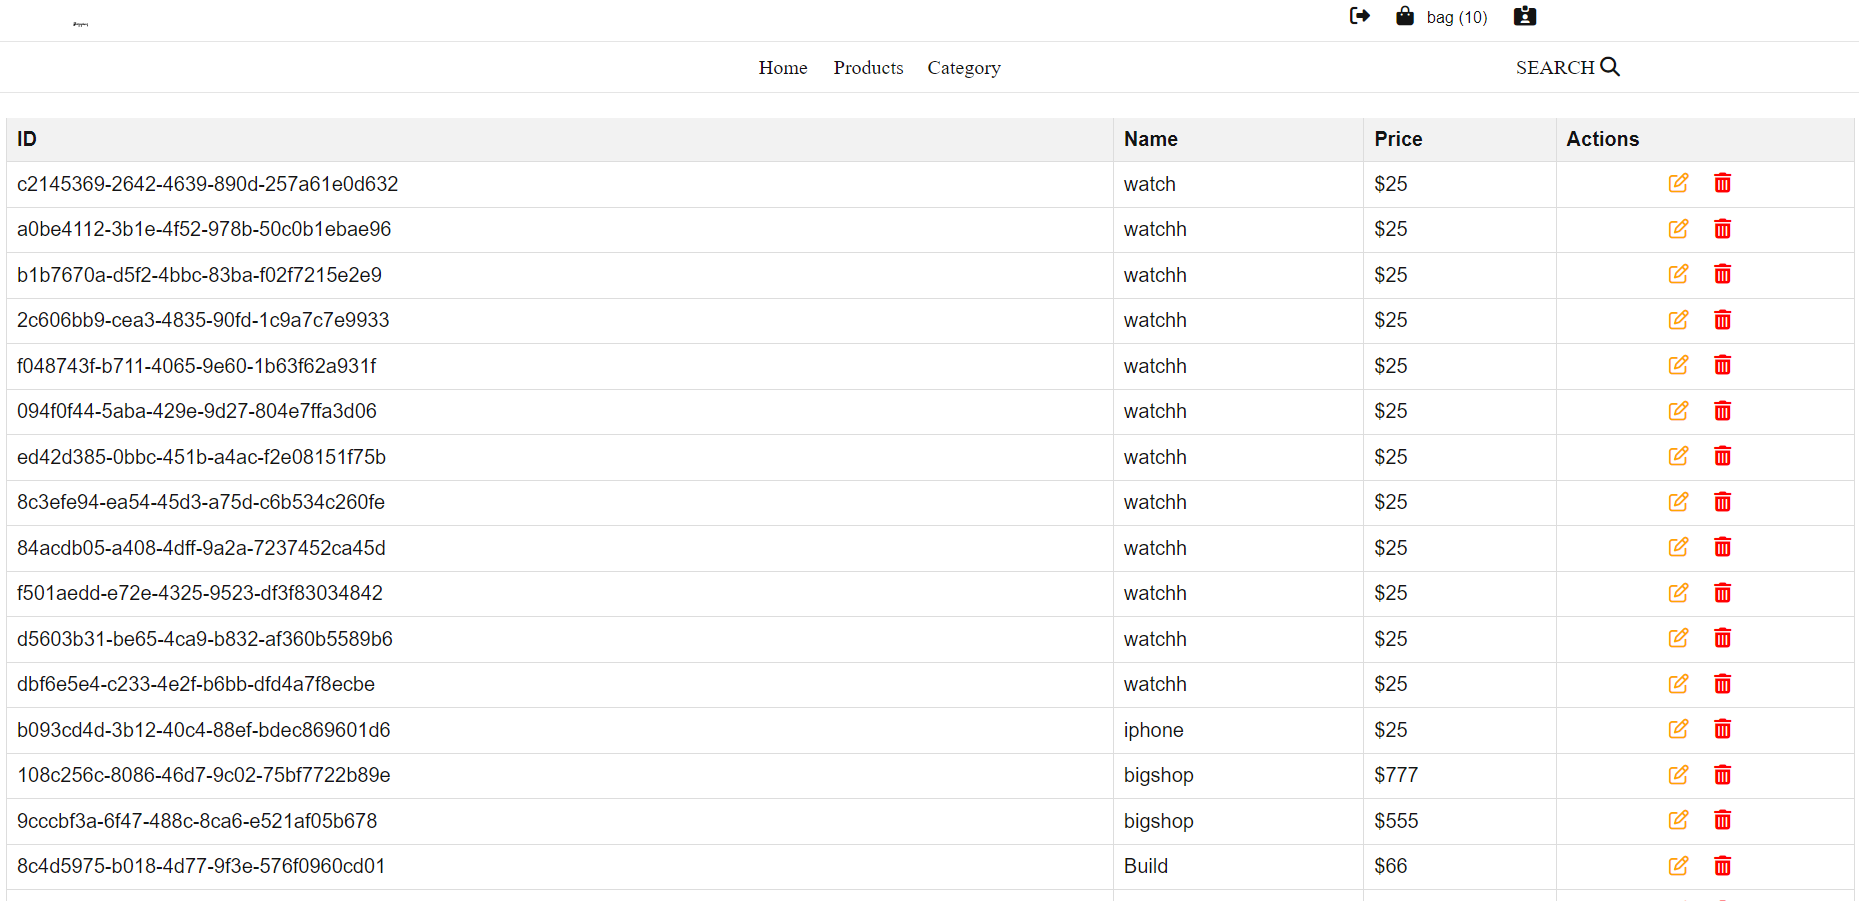 bag (10)
Home Products Category SEARCH
ID Name Price Actions
c2145369-2642-4639-890d-257a61e0d632 watch $25
a0be4112-3b1e-4f52-978b-50c0b1ebae96 watchh $25
b1b7670a-d5f2-4bbc-83ba-f02f7215e2e9 watchh $25
2c606bb9-cea3-4835-90fd-1c9a7c7e9933 watchh $25
f048743f-b711-4065-9e60-1b63f62a931f watchh $25
094f0f44-5aba-429e-9d27-804e7ffa3d06 watchh $25
ed42d385-0bbc-451b-a4ac-f2e08151f75b watchh $25
8c3efe94-ea54-45d3-a75d-c6b534c260fe watchh $25
84acdb05-a408-4dff-9a2a-7237452ca45d watchh $25
f501aedd-e72e-4325-9523-df3f83034842 watchh $25
d5603b31-be65-4ca9-b832-af360b5589b6 watchh $25
dbf6e5e4-c233-4e2f-b6bb-dfd4a7f8ecbe watchh $25
b093cd4d-3b12-40c4-88ef-bdec869601d6 iphone $25
108c256c-8086-46d7-9c02-75bf7722b89e bigshop $777
9cccbf3a-6f47-488c-8ca6-e521af05b678 bigshop $555
8c4d5975-b018-4d77-9f3e-576f0960cd01 Build $66